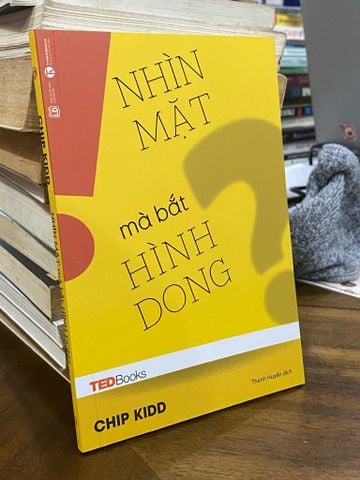 NHÌN
MẶT
mà bắt
HÌNH
DONG
TEDBooks
Thanh Huyền dịch
CHIP KIDD
CHIP KIDD